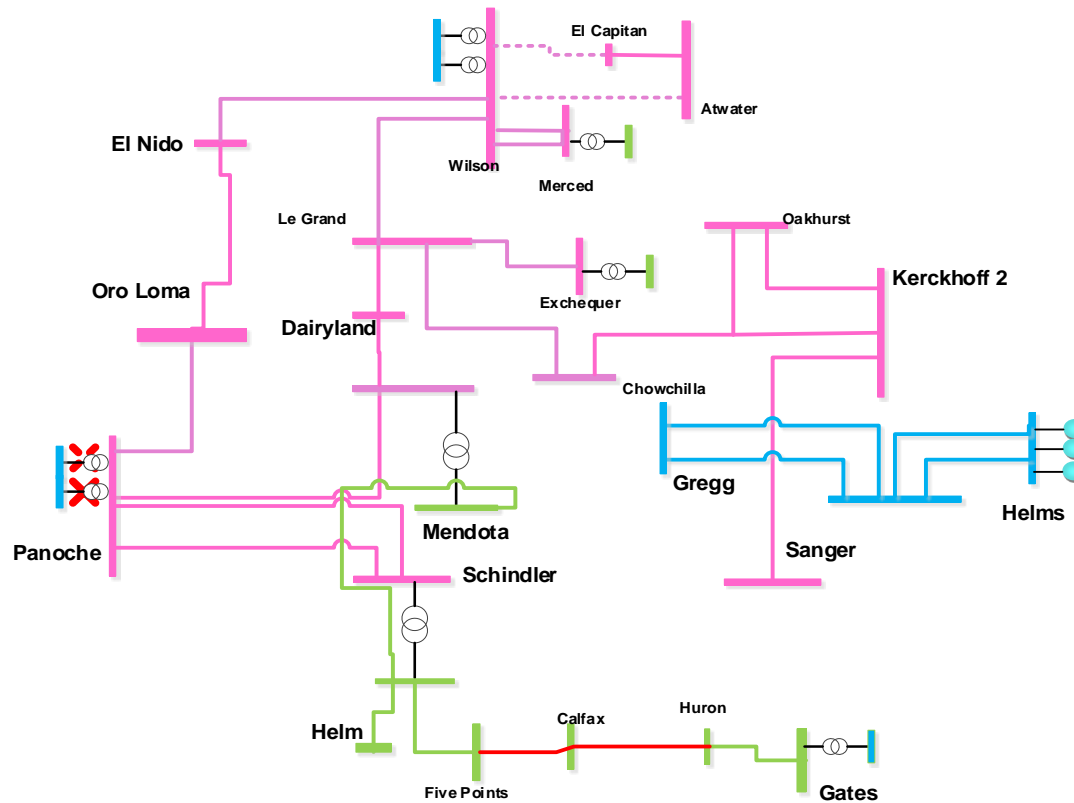 El Capitan
Atwater
El Nido
Wilson
Merced
Le Grand
Oakhurst
Kerckhoff 2
Oro Loma
Exchequer
Dairyland
Chowchilla
Gregg
Helms
Mendota
Panoche
Sanger
Schindler
Helm
Calfax
Huron
Five Points
Gates